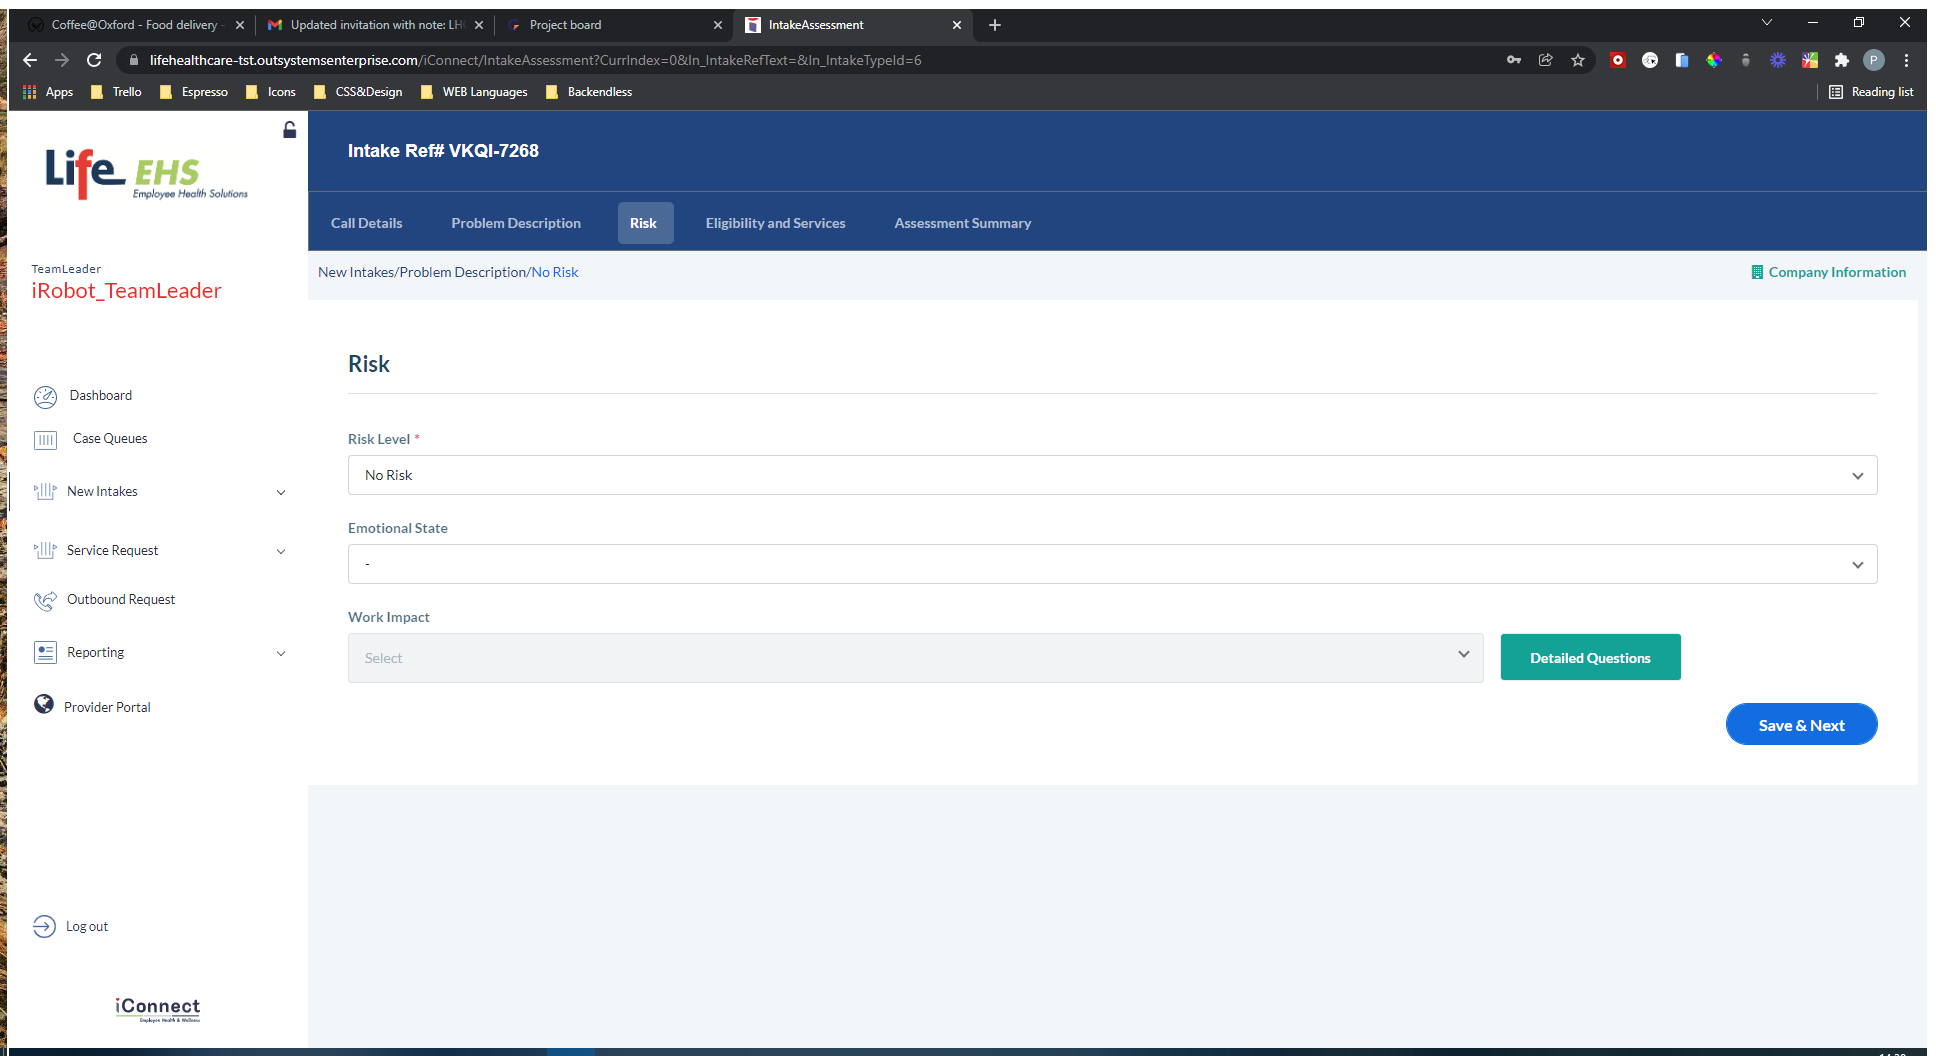 Coffee@Oxford - Food delivery
Updated invitation with note: LH
Project board
IntakeAssessment
lifehealthcare-tst.outsystemsenterprise.com/iConnect/IntakeAssessment?CurrIndex=0&In_IntakeRefText=&In_IntakeTypeId=6
P
Apps
Trello
Espresso
Icons
CSS&Design
WEB Languages
Backendless
Reading list
Life EHS
Employee Health Solutions
Intake Ref# VKQI-7268
Call Details
Problem Description
Risk
Eligibility and Services
Assessment Summary
TeamLeader
iRobot_TeamLeader
New Intakes/Problem Description/No Risk
Company Information
Dashboard
Case Queues
New Intakes
Service Request
Outbound Request
Reporting
Provider Portal
Log out
iConnect
Employee Health & Wellness
Risk
Risk Level *
No Risk
Emotional State
-
Work Impact
Select
Detailed Questions
Save & Next